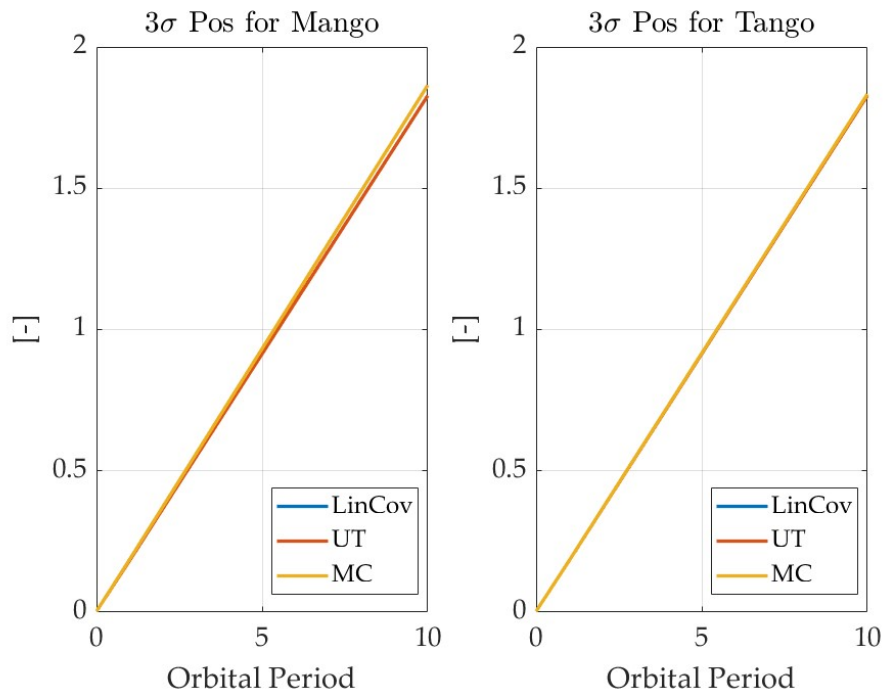 3σ Pos for Mango
2
1.5
1
0.5
0
0
5
10
[-]
Orbital Period
LinCov
UT
MC
3σ Pos for Tango
2
1.5
1
0.5
0
0
5
10
[-]
Orbital Period
LinCov
UT
MC